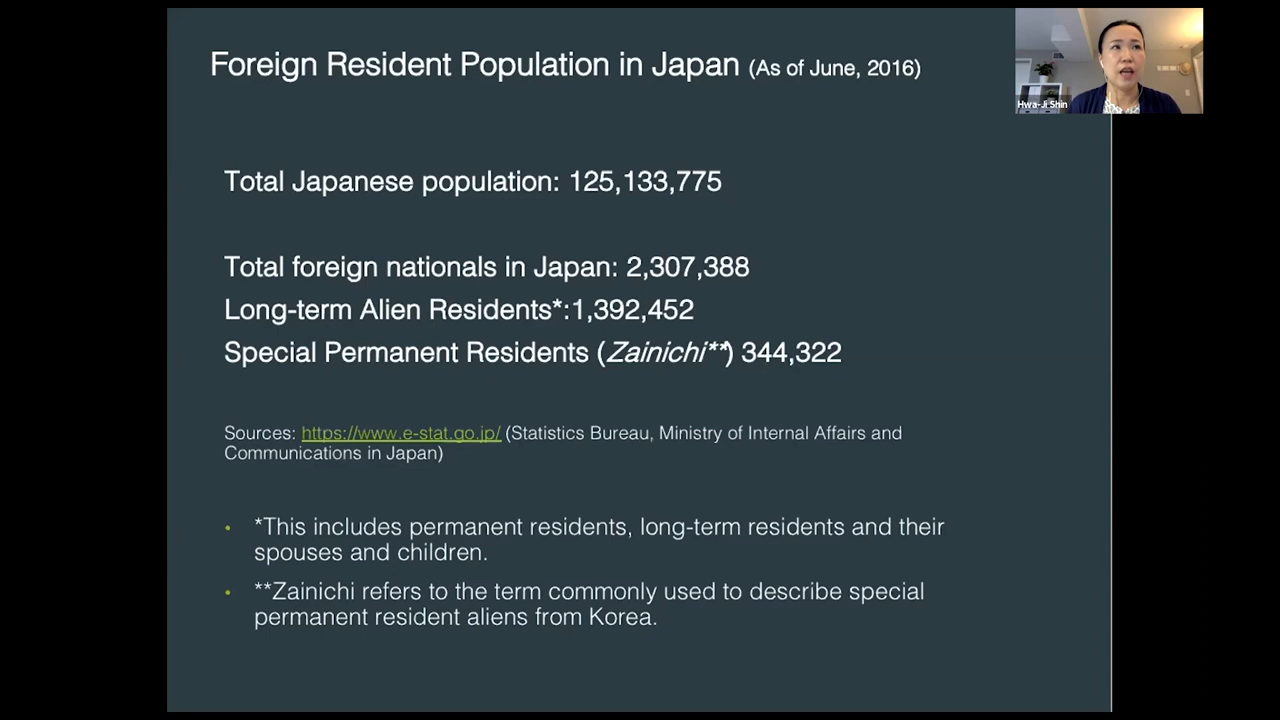 Foreign Resident Population in Japan (As of June, 2016)
Hwa-Ji Shin
Total Japanese population: 125,133,775
Total foreign nationals in Japan: 2,307,388
Long-term Alien Residents*:1,392,452
Special Permanent Residents (Zainichi**) 344,322
Sources: https://www.e-stat.go.jp/ (Statistics Bureau, Ministry of Internal Affairs and
Communications in Japan)
• *This includes permanent residents, long-term residents and their
spouses and children.
• **Zainichi refers to the term commonly used to describe special
permanent resident aliens from Korea.